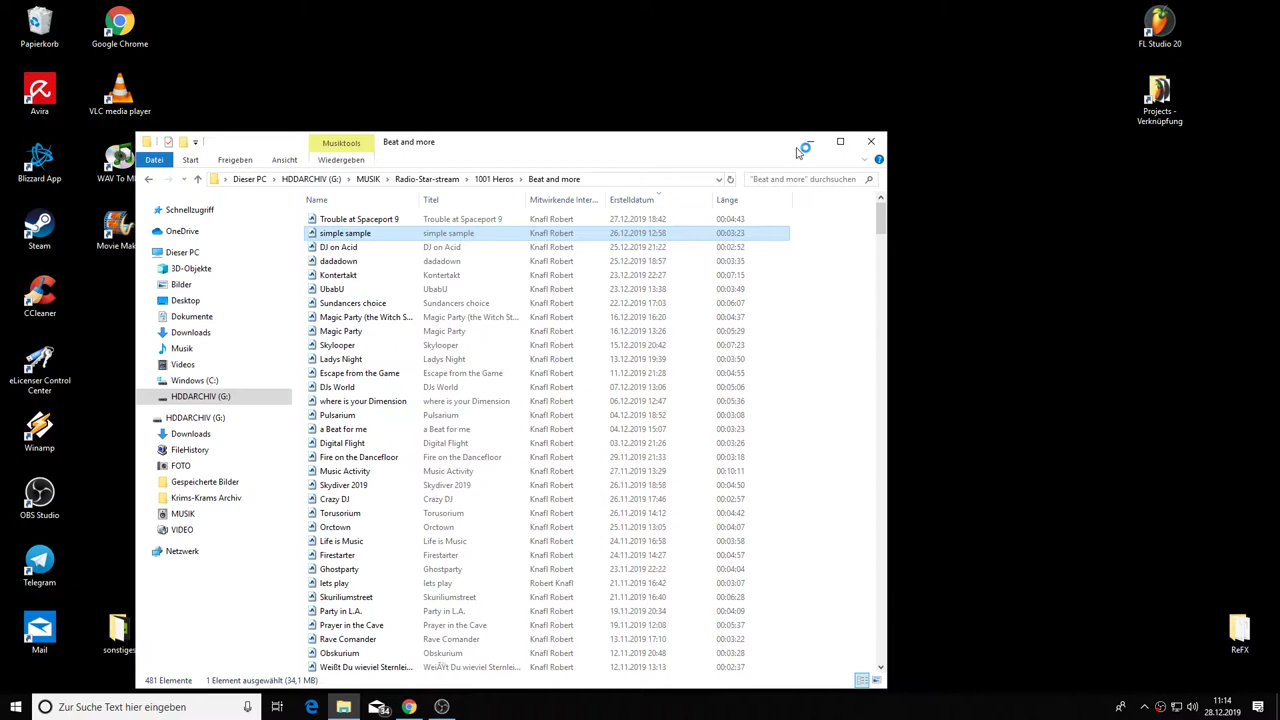 Papierkorb
Google Chrome
FL Studio 20
Avira
VLC media player
Projects -
Verknüpfung
Blizzard App
WAV To M
Steam
Movie Mak
CCleaner
eLicenser Control
Center
Winamp
OBS Studio
Telegram
Mail
sonstiges
ReFX
Musiktools
Beat and more
Datei
Start
Freigeben
Ansicht
Wiedergeben
Dieser PC
HDDARCHIV (G:)
MUSIK
Radio-Star-stream
1001 Heros
Beat and more
"Beat and more" durchsuchen
Schnellzugriff
OneDrive
Dieser PC
3D-Objekte
Bilder
Desktop
Dokumente
Downloads
Musik
Videos
Windows (C:)
HDDARCHIV (G:)
HDDARCHIV (G:)
Downloads
FileHistory
FOTO
Gespeicherte Bilder
Krims-Krams Archiv
MUSIK
VIDEO
Netzwerk
Name Titel Mitwirkende Inter... Erstelldatum Länge
Trouble at Spaceport 9 Trouble at Spaceport 9 Knafl Robert 27.12.2019 18:42 00:04:43
simple sample simple sample Knafl Robert 26.12.2019 12:58 00:03:23
DJ on Acid DJ on Acid Knafl Robert 25.12.2019 21:22 00:02:52
dadadown dadadown Knafl Robert 25.12.2019 18:57 00:03:35
Kontertakt Kontertakt Knafl Robert 23.12.2019 22:27 00:07:15
UbabU UbabU Knafl Robert 23.12.2019 13:38 00:03:49
Sundancers choice Sundancers choice Knafl Robert 22.12.2019 17:03 00:06:07
Magic Party (the Witch S... Magic Party (the Witch St... Knafl Robert 16.12.2019 16:20 00:04:37
Magic Party Magic Party Knafl Robert 16.12.2019 13:26 00:05:29
Skylooper Skylooper Knafl Robert 15.12.2019 20:42 00:07:23
Ladys Night Ladys Night Knafl Robert 13.12.2019 19:39 00:03:50
Escape from the Game Escape from the Game Knafl Robert 11.12.2019 21:28 00:04:55
DJs World DJs World Knafl Robert 07.12.2019 13:06 00:05:06
where is your Dimension where is your Dimension Knafl Robert 06.12.2019 12:47 00:05:36
Pulsarium Pulsarium Knafl Robert 04.12.2019 18:52 00:03:08
a Beat for me a Beat for me Knafl Robert 04.12.2019 15:07 00:03:23
Digital Flight Digital Flight Knafl Robert 03.12.2019 21:26 00:03:26
Fire on the Dancefloor Fire on the Dancefloor Knafl Robert 29.11.2019 21:33 00:03:18
Music Activity Music Activity Knafl Robert 27.11.2019 13:29 00:10:11
Skydiver 2019 Skydiver 2019 Knafl Robert 26.11.2019 18:58 00:04:50
Crazy DJ Crazy DJ Knafl Robert 26.11.2019 17:46 00:02:57
Torusorium Torusorium Knafl Robert 26.11.2019 14:12 00:04:42
Orctown Orctown Knafl Robert 25.11.2019 13:05 00:04:07
Life is Music Life is Music Knafl Robert 24.11.2019 16:58 00:03:58
Firestarter Firestarter Knafl Robert 24.11.2019 14:27 00:04:57
Ghostparty Ghostparty Knafl Robert 23.11.2019 22:22 00:04:04
lets play lets play Robert Knafl 21.11.2019 16:42 00:03:07
Skuriliumstreet Skuriliumstreet Knafl Robert 21.11.2019 16:40 00:06:28
Party in L.A. Party in L.A. Knafl Robert 19.11.2019 20:34 00:04:09
Prayer in the Cave Prayer in the Cave Knafl Robert 19.11.2019 12:08 00:05:37
Rave Comander Rave Comander Knafl Robert 13.11.2019 17:10 00:03:22
Obskurium Obskurium Knafl Robert 12.11.2019 20:48 00:03:28
Weißt Du wieviel Sternlei... WeiÃŸt Du wieviel Sternlei... Knafl Robert 12.11.2019 13:13 00:02:37
481 Elemente 1 Element ausgewählt (34,1 MB)
Zur Suche Text hier eingeben
34
11:14
28.12.2019